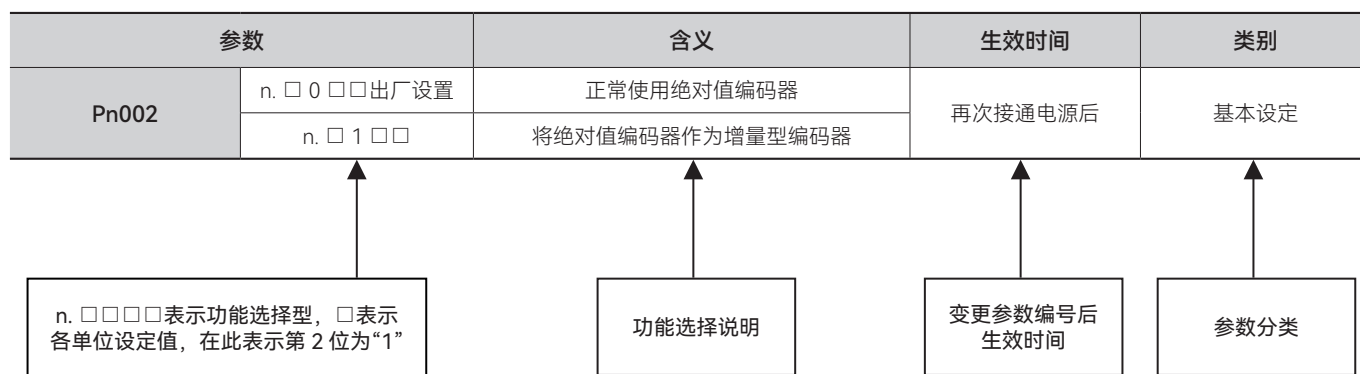 参数 含义 生效时间 类别
Pn002 n. □ 0 □□出厂设置 正常使用绝对值编码器 再次接通电源后 基本设定
n. □ 1 □□ 将绝对值编码器作为增量型编码器
n. □□□□表示功能选择型，□表示
各单位设定值，在此表示第 2 位为“1”
功能选择说明
变更参数编号后
生效时间
参数分类